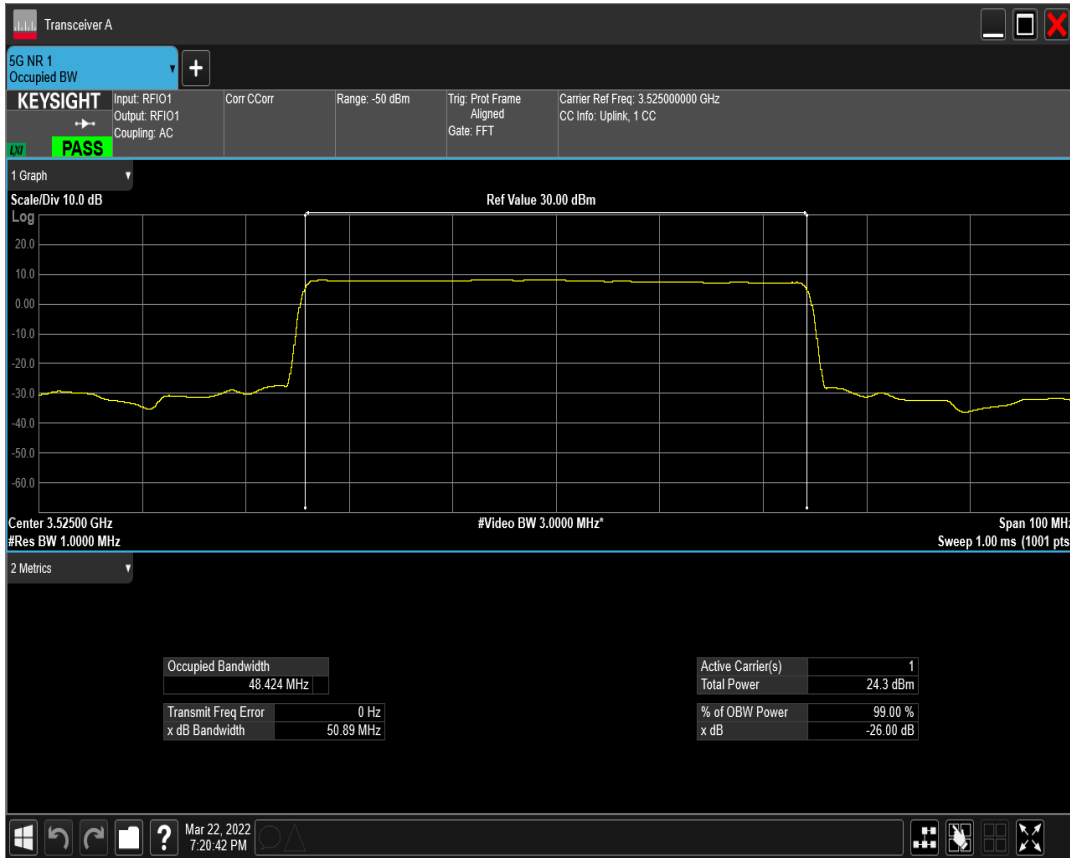 Transceiver A
5G NR 1
Occupied BW
KEYSIGHT
Input: RFIO1
Output: RFIO1
Coupling: AC
Corr CCorr
Range: -50 dBm
Trig: Prot Frame
Aligned
Gate: FFT
Carrier Ref Freq: 3.525000000 GHz
CC Info: Uplink, 1 CC
LXI
PASS
1 Graph
Scale/Div 10.0 dB
Ref Value 30.00 dBm
Log
20.0
10.0
0.00
-10.0
-20.0
-30.0
-40.0
-50.0
-60.0
Center 3.52500 GHz
#Video BW 3.0000 MHz*
Span 100 MHz
#Res BW 1.0000 MHz
Sweep 1.00 ms (1001 pts
2 Metrics
Occupied Bandwidth
48.424 MHz
Transmit Freq Error 0 Hz
x dB Bandwidth 50.89 MHz
Active Carrier(s) 1
Total Power 24.3 dBm
% of OBW Power 99.00 %
x dB -26.00 dB
?
Mar 22, 2022
7:20:42 PM